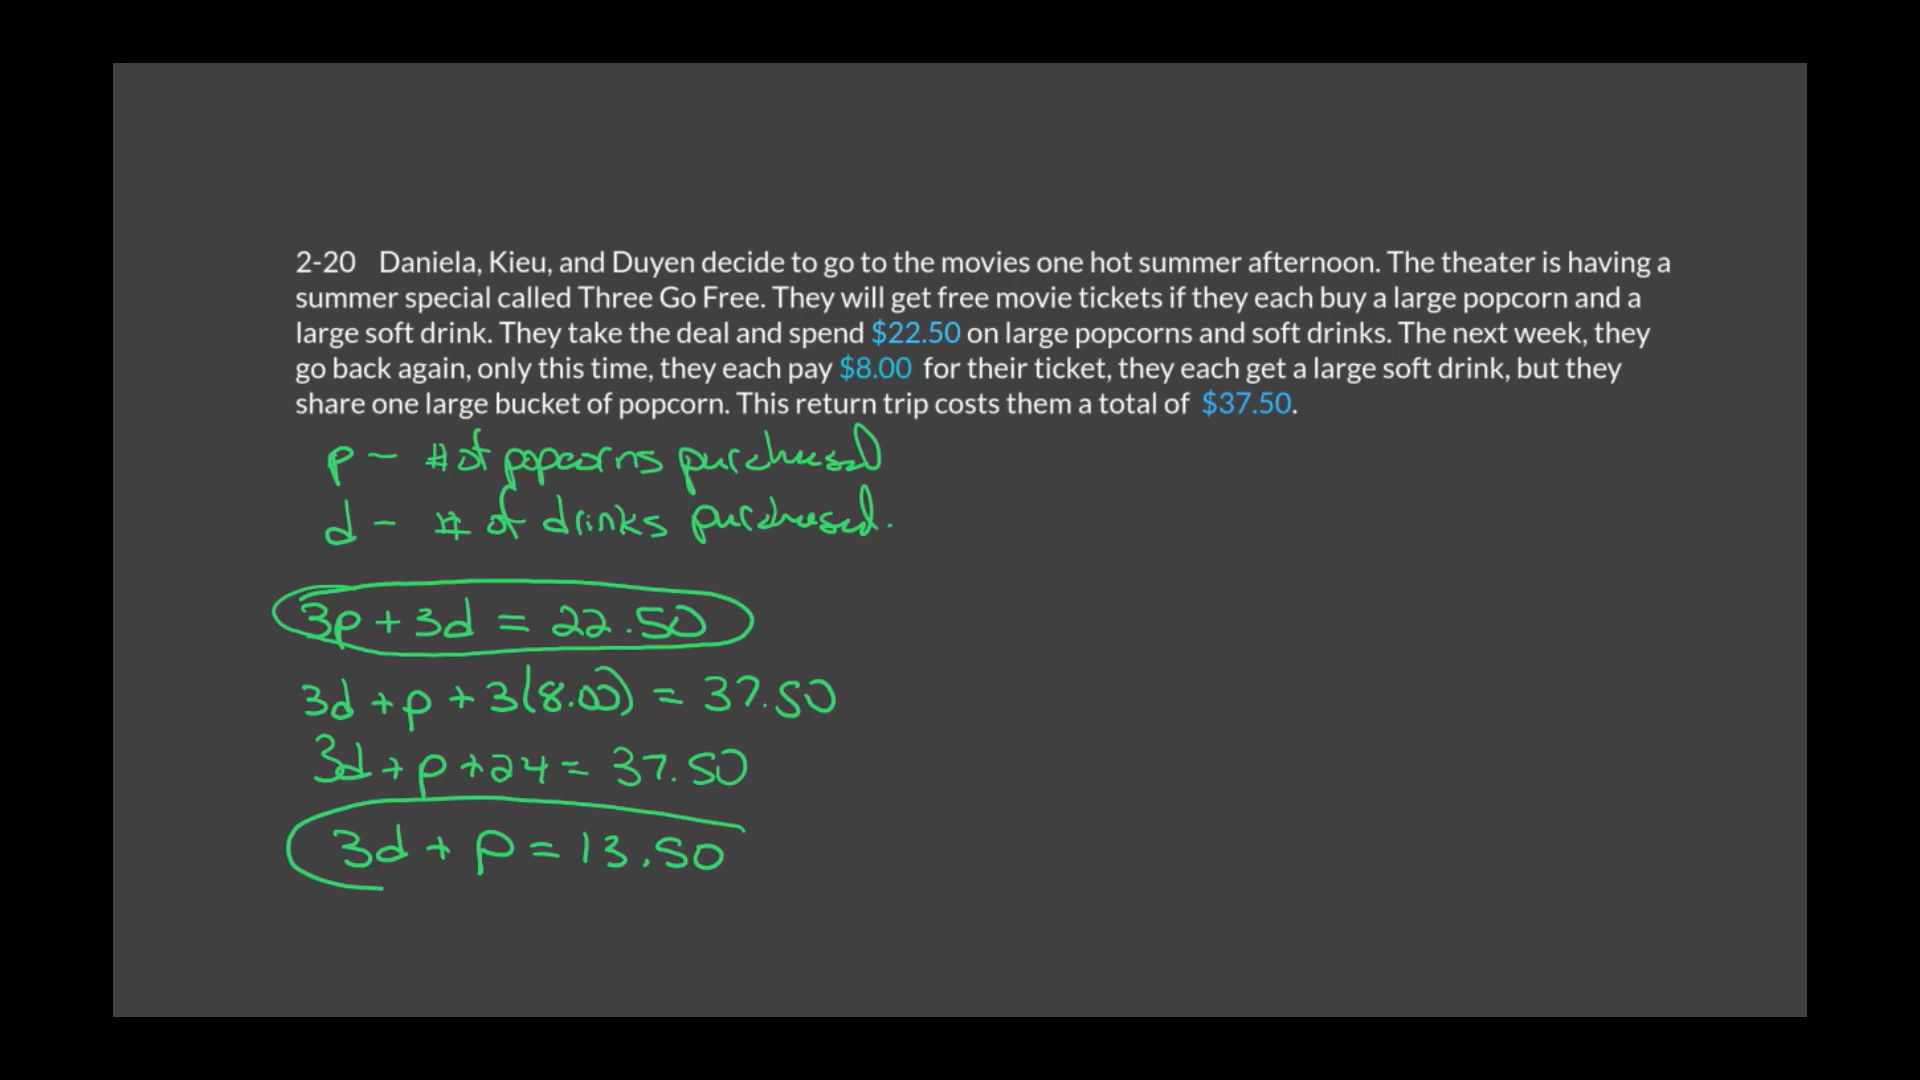 2-20 Daniela, Kieu, and Duyen decide to go to the movies one hot summer afternoon. The theater is having a
summer special called Three Go Free. They will get free movie tickets if they each buy a large popcorn and a
large soft drink. They take the deal and spend $22.50 on large popcorns and soft drinks. The next week, they
go back again, only this time, they each pay $8.00 for their ticket, they each get a large soft drink, but they
share one large bucket of popcorn. This return trip costs them a total of $37.50.
p – # of popcorns purchased
d – # of drinks purchased.
3p + 3d = 22.50
3d + p + 3(8.00) = 37.50
3d + p + 24 = 37.50
3d + p = 13.50